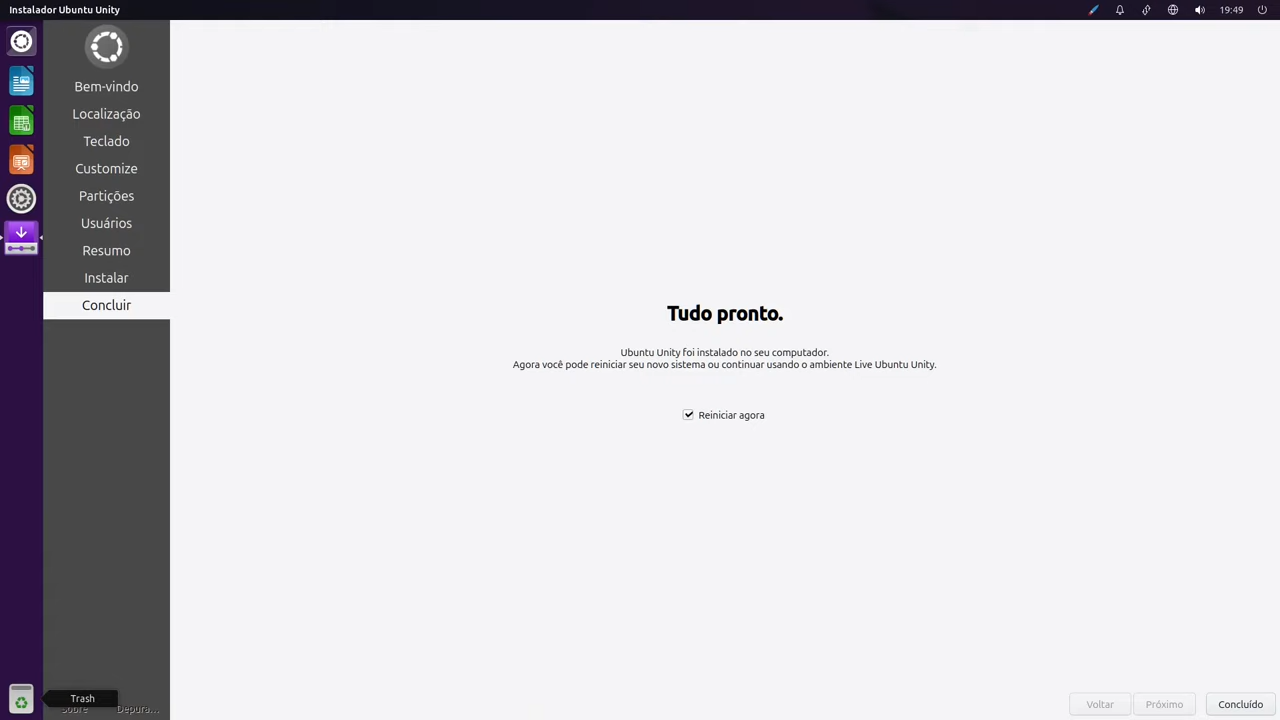 Instalador Ubuntu Unity
19:49
Bem-vindo
Localização
Teclado
Customize
Partições
Usuários
Resumo
Instalar
Concluir
Tudo pronto.
Ubuntu Unity foi instalado no seu computador.
Agora você pode reiniciar seu novo sistema ou continuar usando o ambiente Live Ubuntu Unity.
Reiniciar agora
Trash
Sobre
Depura...
Voltar
Próximo
Concluído